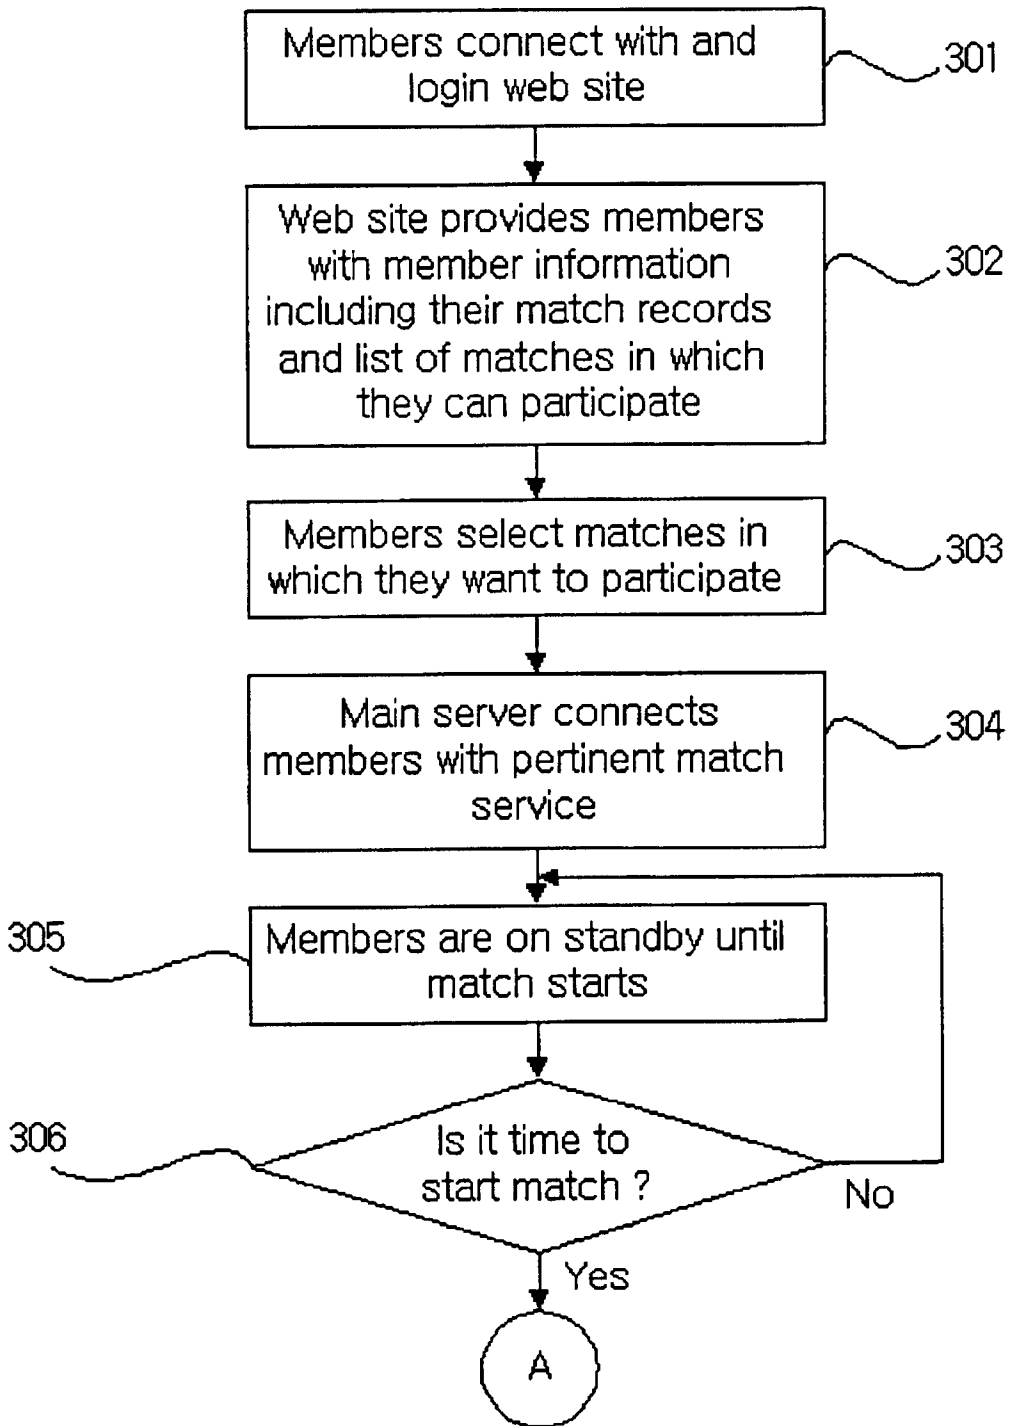 Members connect with and
login web site
301
Web site provides members
with member information
including their match records
and list of matches in which
they can participate
302
Members select matches in
which they want to participate
303
Main server connects
members with pertinent match
service
304
305
Members are on standby until
match starts
306
Is it time to
start match ?
No
Yes
A